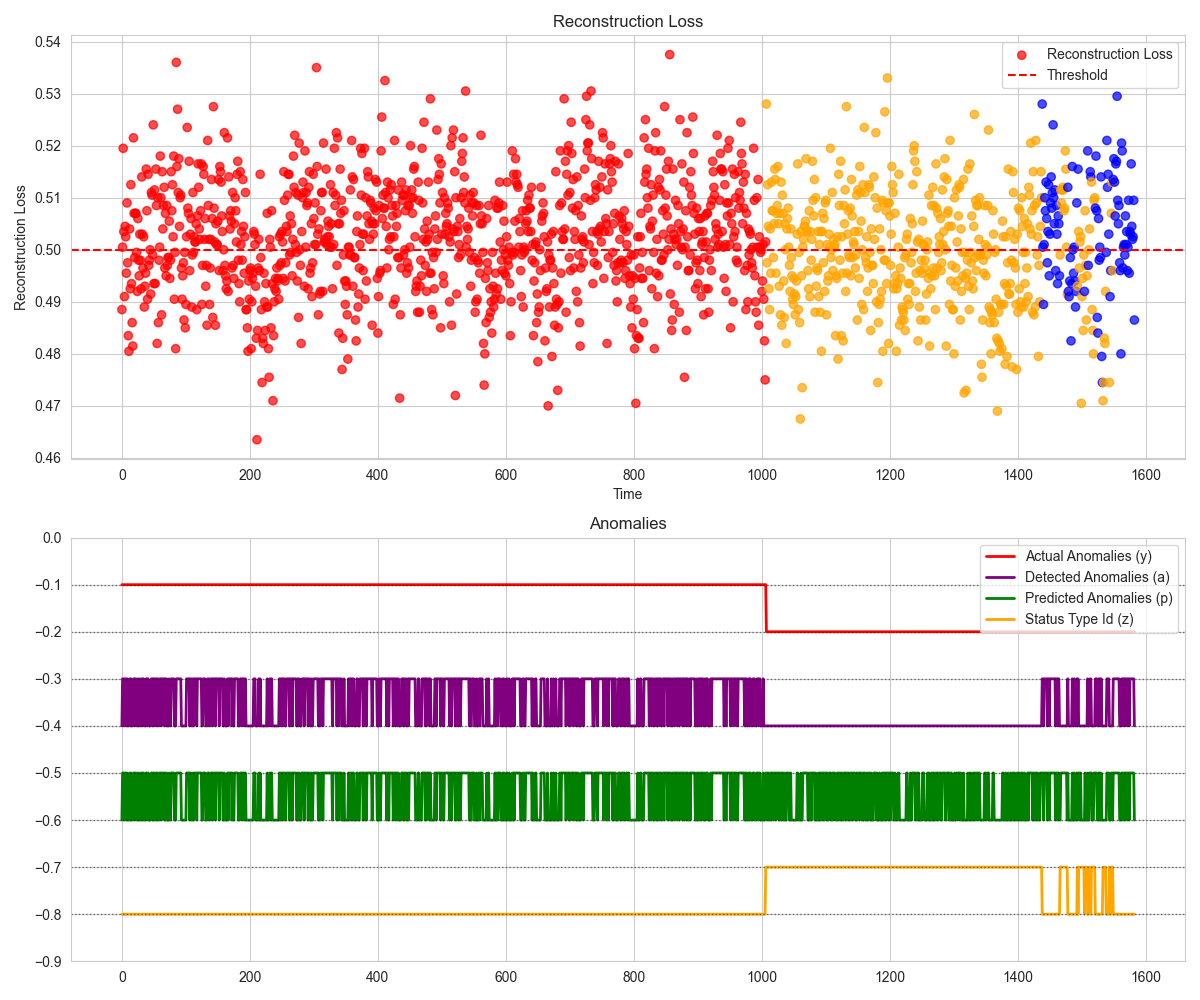 Reconstruction Loss
0.54
0.53
0.52
0.51
0.50
0.49
0.48
0.47
0.46
Reconstruction Loss
Reconstruction Loss
Threshold
0 200 400 600 800 1000 1200 1400 1600
Time
Anomalies
0.0
−0.1
−0.2
−0.3
−0.4
−0.5
−0.6
−0.7
−0.8
−0.9
Actual Anomalies (y)
Detected Anomalies (a)
Predicted Anomalies (p)
Status Type Id (z)
0 200 400 600 800 1000 1200 1400 1600